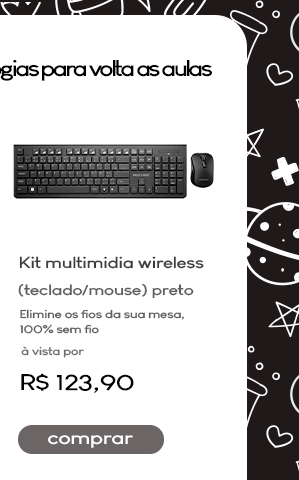 ogias para volta as aulas
Kit multimidia wireless
(teclado/mouse) preto
Elimine os fios da sua mesa,
100% sem fio
à vista por
R$ 123,90
comprar